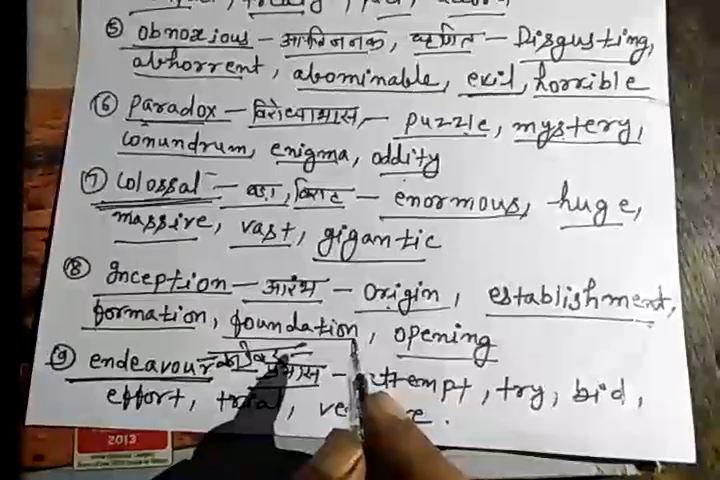 ⑤ obnoxious – आपत्तिजनक, घृणित – Disgusting,
abhorrent, abominable, evil, horrible
⑥ Paradox – विरोधाभास – puzzle, mystery,
conundrum, enigma, oddity
⑦ Colossal – बड़ा, विराट – enormous, huge,
massive, vast, gigantic
⑧ Inception – आरंभ – Origin, establishment,
formation, foundation, opening
⑨ endeavour – attempt, try, bid,
effort, trial,
2013